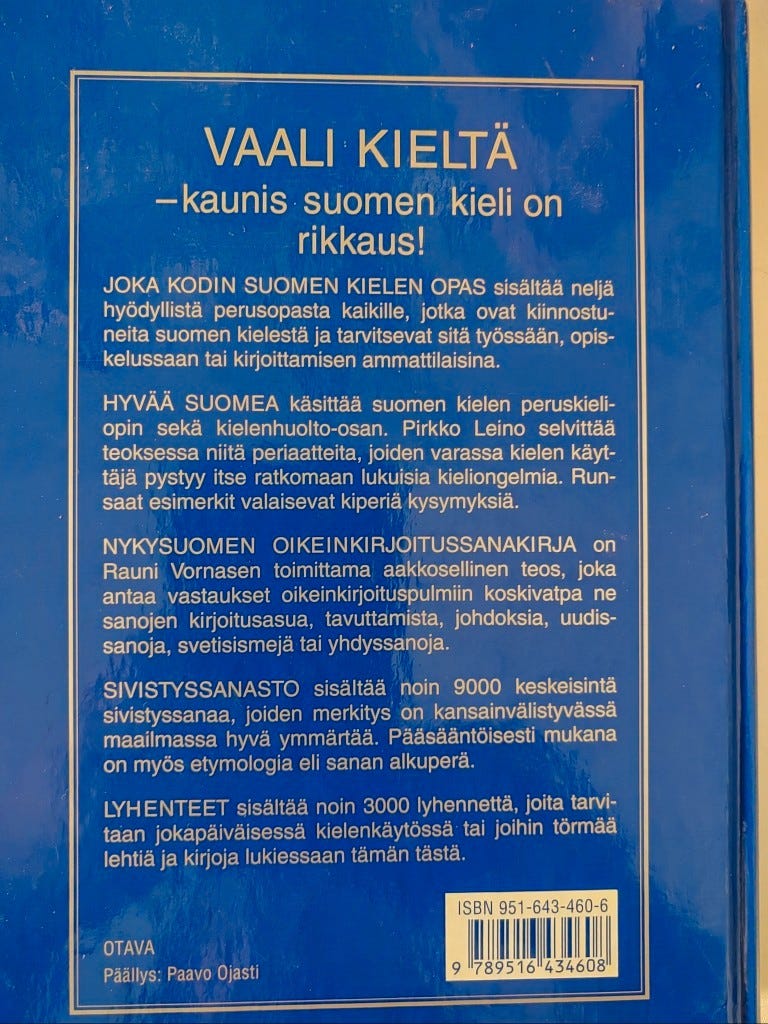 VAALI KIELTÄ
–kaunis suomen kieli on
rikkaus!
JOKA KODIN SUOMEN KIELEN OPAS sisältää neljä
hyödyllistä perusopasta kaikille, jotka ovat kiinnostu-
neita suomen kielestä ja tarvitsevat sitä työssään, opis-
kelussaan tai kirjoittamisen ammattilaisina.
HYVÄÄ SUOMEA käsittää suomen kielen peruskieli-
opin sekä kielenhuolto-osan. Pirkko Leino selvittää
teoksessa niitä periaatteita, joiden varassa kielen käyt-
täjä pystyy itse ratkomaan lukuisia kieliongelmia. Run-
saat esimerkit valaisevat kiperiä kysymyksiä.
NYKYSUOMEN OIKEINKIRJOITUSSANAKIRJA on
Rauni Vornasen toimittama aakkosellinen teos, joka
antaa vastaukset oikeinkirjoituspulmiin koskivatpa ne
sanojen kirjoitusasua, tavuttamista, johdoksia, uudis-
sanoja, svetisismejä tai yhdyssanoja.
SIVISTYSSANASTO sisältää noin 9000 keskeisintä
sivistyssanaa, joiden merkitys on kansainvälistyvässä
maailmassa hyvä ymmärtää. Pääsääntöisesti mukana
on myös etymologia eli sanan alkuperä.
LYHENTEET sisältää noin 3000 lyhennettä, joita tarvi-
taan jokapäiväisessä kielenkäytössä tai joihin törmää
lehtiä ja kirjoja lukiessaan tämän tästä.
ISBN 951-643-460-6
9 789516 434608
OTAVA
Päällys: Paavo Ojasti